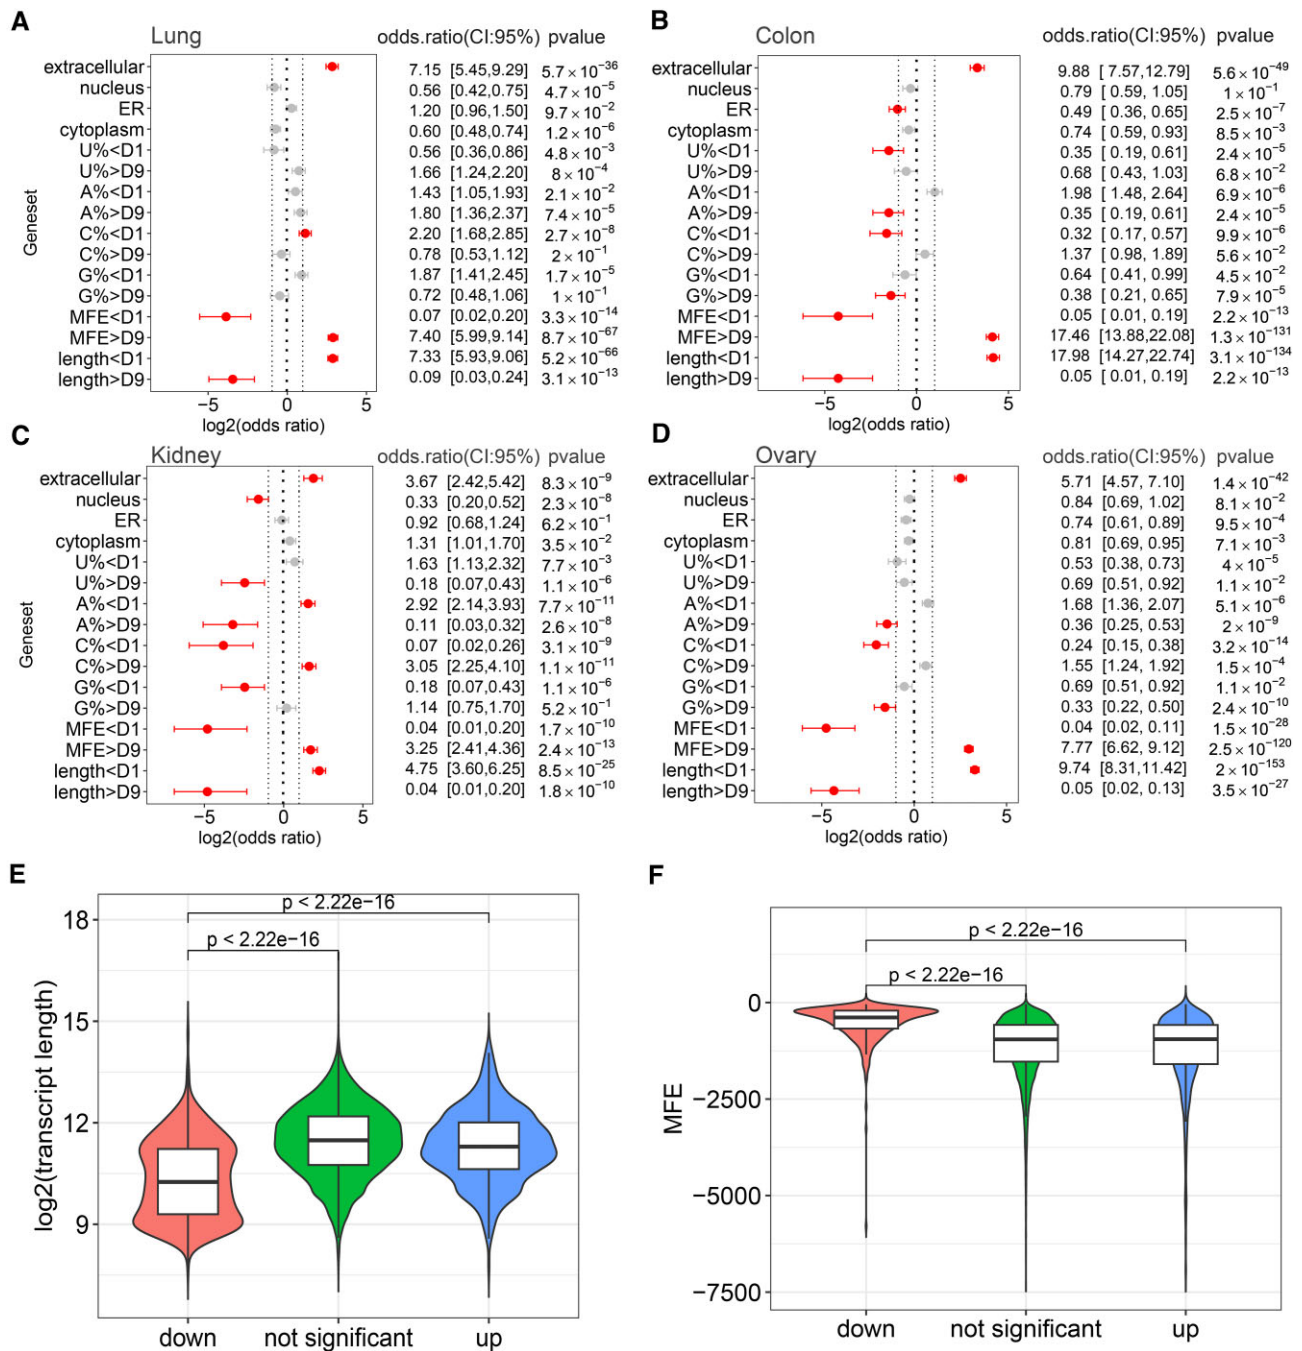 A
Lung
odds.ratio(CI:95%) pvalue
Geneset
extracellular 7.15 [5.45,9.29] 5.7×10−36
nucleus 0.56 [0.42,0.75] 4.7×10−5
ER 1.20 [0.96,1.50] 9.7×10−2
cytoplasm 0.60 [0.48,0.74] 1.2×10−6
U%<D1 0.56 [0.36,0.86] 4.8×10−3
U%>D9 1.66 [1.24,2.20] 8×10−4
A%<D1 1.43 [1.05,1.93] 2.1×10−2
A%>D9 1.80 [1.36,2.37] 7.4×10−5
C%<D1 2.20 [1.68,2.85] 2.7×10−8
C%>D9 0.78 [0.53,1.12] 2×10−1
G%<D1 1.87 [1.41,2.45] 1.7×10−5
G%>D9 0.72 [0.48,1.06] 1×10−1
MFE<D1 0.07 [0.02,0.20] 3.3×10−14
MFE>D9 7.40 [5.99,9.14] 8.7×10−67
length<D1 7.33 [5.93,9.06] 5.2×10−66
length>D9 0.09 [0.03,0.24] 3.1×10−13
−5 0 5
log2(odds ratio)
B
Colon
odds.ratio(CI:95%) pvalue
extracellular 9.88 [ 7.57,12.79] 5.6×10−49
nucleus 0.79 [ 0.59, 1.05] 1×10−1
ER 0.49 [ 0.36, 0.65] 2.5×10−7
cytoplasm 0.74 [ 0.59, 0.93] 8.5×10−3
U%<D1 0.35 [ 0.19, 0.61] 2.4×10−5
U%>D9 0.68 [ 0.43, 1.03] 6.8×10−2
A%<D1 1.98 [ 1.48, 2.64] 6.9×10−6
A%>D9 0.35 [ 0.19, 0.61] 2.4×10−5
C%<D1 0.32 [ 0.17, 0.57] 9.9×10−6
C%>D9 1.37 [ 0.98, 1.89] 5.6×10−2
G%<D1 0.64 [ 0.41, 0.99] 4.5×10−2
G%>D9 0.38 [ 0.21, 0.65] 7.9×10−5
MFE<D1 0.05 [ 0.01, 0.19] 2.2×10−13
MFE>D9 17.46 [13.88,22.08] 1.3×10−131
length<D1 17.98 [14.27,22.74] 3.1×10−134
length>D9 0.05 [ 0.01, 0.19] 2.2×10−13
−5 0 5
log2(odds ratio)
C
Kidney
odds.ratio(CI:95%) pvalue
Geneset
extracellular 3.67 [2.42,5.42] 8.3×10−9
nucleus 0.33 [0.20,0.52] 2.3×10−8
ER 0.92 [0.68,1.24] 6.2×10−1
cytoplasm 1.31 [1.01,1.70] 3.5×10−2
U%<D1 1.63 [1.13,2.32] 7.7×10−3
U%>D9 0.18 [0.07,0.43] 1.1×10−6
A%<D1 2.92 [2.14,3.93] 7.7×10−11
A%>D9 0.11 [0.03,0.32] 2.6×10−8
C%<D1 0.07 [0.02,0.26] 3.1×10−9
C%>D9 3.05 [2.25,4.10] 1.1×10−11
G%<D1 0.18 [0.07,0.43] 1.1×10−6
G%>D9 1.14 [0.75,1.70] 5.2×10−1
MFE<D1 0.04 [0.01,0.20] 1.7×10−10
MFE>D9 3.25 [2.41,4.36] 2.4×10−13
length<D1 4.75 [3.60,6.25] 8.5×10−25
length>D9 0.04 [0.01,0.20] 1.8×10−10
−5 0 5
log2(odds ratio)
D
Ovary
odds.ratio(CI:95%) pvalue
extracellular 5.71 [4.57, 7.10] 1.4×10−42
nucleus 0.84 [0.69, 1.02] 8.1×10−2
ER 0.74 [0.61, 0.89] 9.5×10−4
cytoplasm 0.81 [0.69, 0.95] 7.1×10−3
U%<D1 0.53 [0.38, 0.73] 4×10−5
U%>D9 0.69 [0.51, 0.92] 1.1×10−2
A%<D1 1.68 [1.36, 2.07] 5.1×10−6
A%>D9 0.36 [0.25, 0.53] 2×10−9
C%<D1 0.24 [0.15, 0.38] 3.2×10−14
C%>D9 1.55 [1.24, 1.92] 1.5×10−4
G%<D1 0.69 [0.51, 0.92] 1.1×10−2
G%>D9 0.33 [0.22, 0.50] 2.4×10−10
MFE<D1 0.04 [0.02, 0.11] 1.5×10−28
MFE>D9 7.77 [6.62, 9.12] 2.5×10−120
length<D1 9.74 [8.31,11.42] 2×10−153
length>D9 0.05 [0.02, 0.13] 3.5×10−27
−5 0 5
log2(odds ratio)
E
log2(transcript length)
18
15
12
9
p < 2.22e−16
p < 2.22e−16
down not significant up
F
MFE
0
−2500
−5000
−7500
p < 2.22e−16
p < 2.22e−16
down not significant up